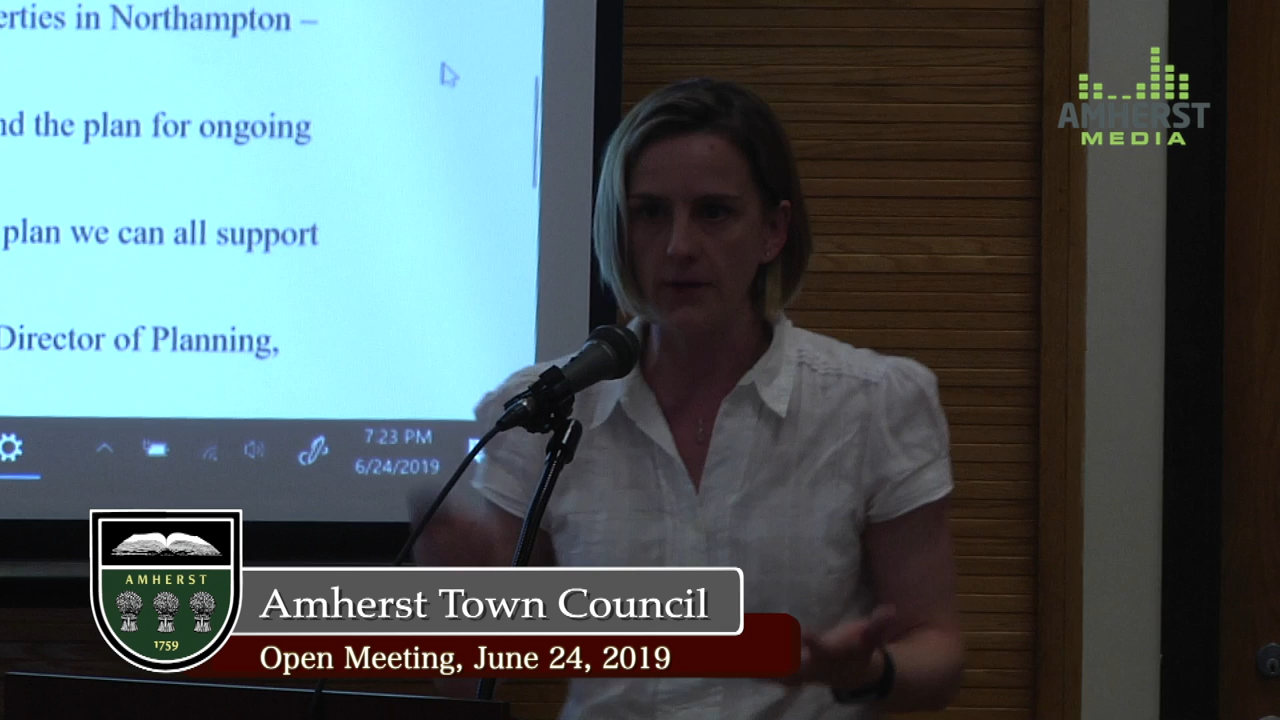 erties in Northampton –
nd the plan for ongoing
plan we can all support
Director of Planning,
7:23 PM
6/24/2019
AMHERST
MEDIA
AMHERST
1759
Amherst Town Council
Open Meeting, June 24, 2019